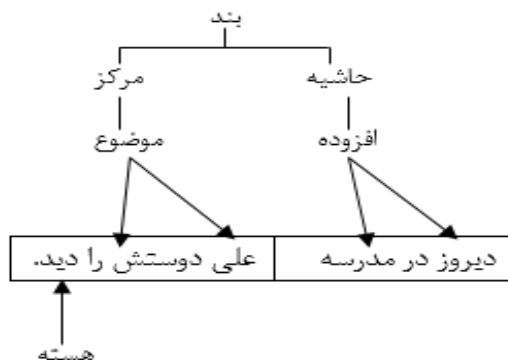 بند
حاشیه مرکز
افزوده موضوع
دیروز در مدرسه علی دوستش را دید.
هسته